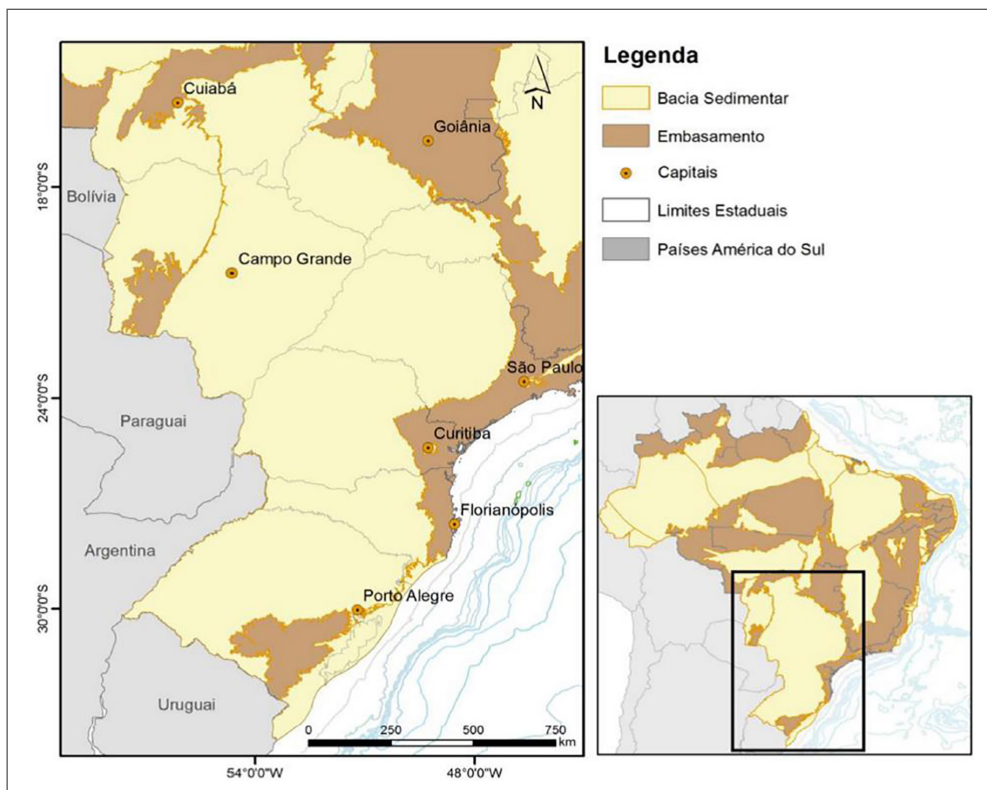 Cuiabá
Goiânia
N
18°0'0"S
Bolívia
Campo Grande
São Paulo
24°0'0"S
Paraguai
Curitiba
Florianópolis
Argentina
Porto Alegre
30°0'0"S
Uruguai
0 250 500 750
km
54°0'0"W 48°0'0"W
Legenda
Bacia Sedimentar
Embasamento
Capitais
Limites Estaduais
Países América do Sul